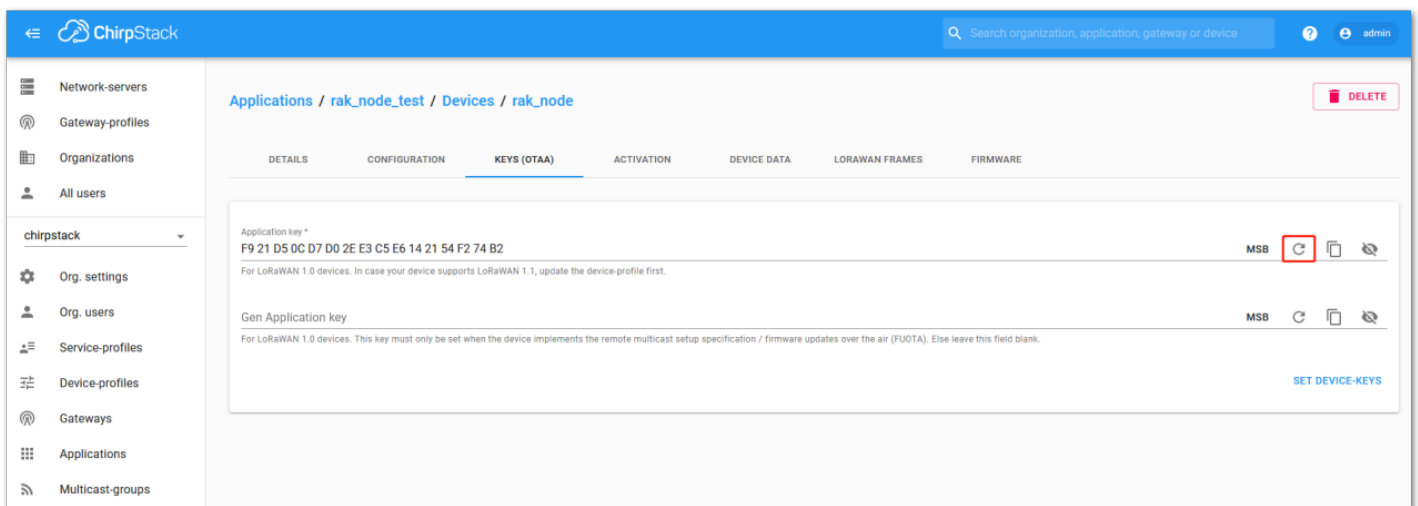 ChirpStack
Search organization, application, gateway or device
?
admin
Network-servers
Gateway-profiles
Organizations
All users
chirpstack
Org. settings
Org. users
Service-profiles
Device-profiles
Gateways
Applications
Multicast-groups
Applications / rak_node_test / Devices / rak_node
DELETE
DETAILS CONFIGURATION KEYS (OTAA) ACTIVATION DEVICE DATA LORAWAN FRAMES FIRMWARE
Application key *
F9 21 D5 0C D7 D0 2E E3 C5 E6 14 21 54 F2 74 B2 MSB
For LoRaWAN 1.0 devices. In case your device supports LoRaWAN 1.1, update the device-profile first.
Gen Application key MSB
For LoRaWAN 1.0 devices. This key must only be set when the device implements the remote multicast setup specification / firmware updates over the air (FUOTA). Else leave this field blank.
SET DEVICE-KEYS